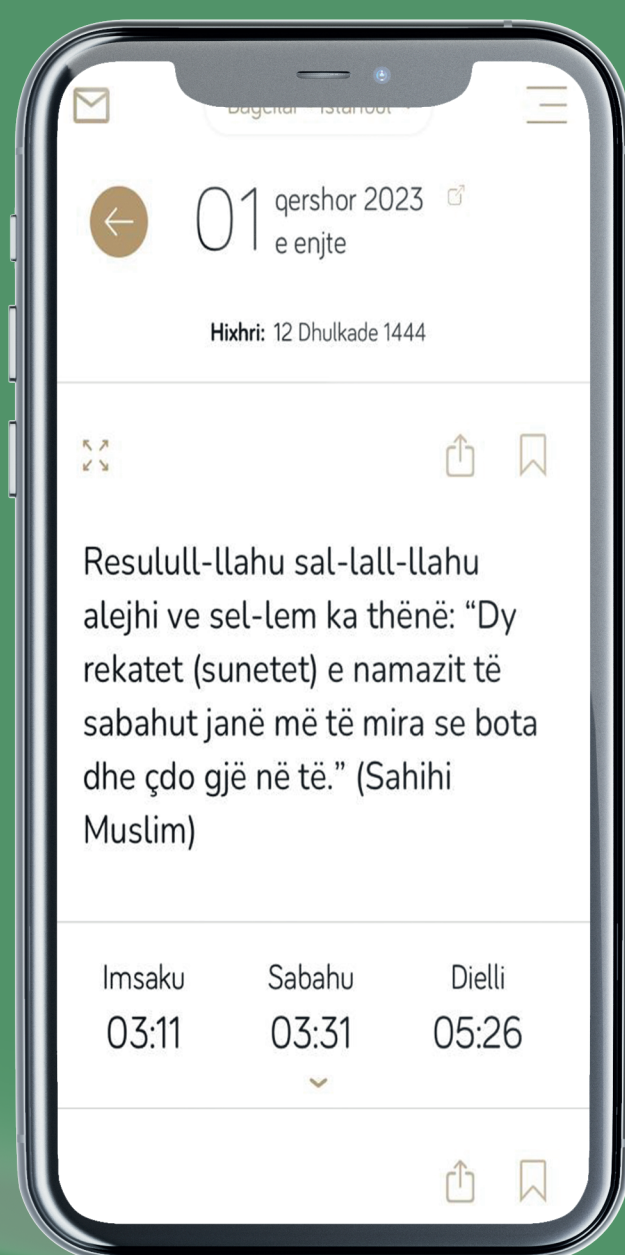 01 qershor 2023
e enjte
Hixhri: 12 Dhulkade 1444
Resulull-llahu sal-lall-llahu
alejhi ve sel-lem ka thënë: “Dy
rekatet (sunetet) e namazit të
sabahut janë më të mira se bota
dhe çdo gjë në të.” (Sahihi
Muslim)
Imsaku Sabahu Dielli
03:11 03:31 05:26